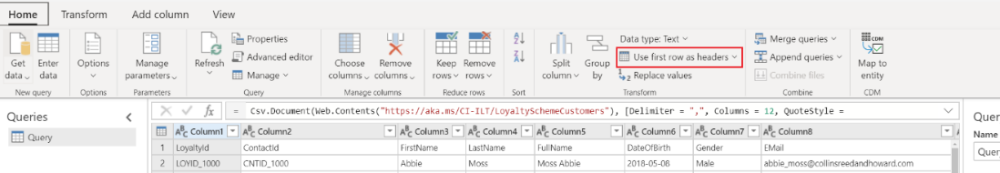 Home Transform Add column View
Get data Enter data Options Manage parameters Refresh Properties Advanced editor Manage Choose columns Remove columns Keep rows Remove rows Split column Group by Data type: Text Use first row as headers Replace values Merge queries Append queries Combine files CDM Map to entity
New query Options Parameters Query Manage columns Reduce rows Sort Transform Combine CDM
Queries fx = Csv.Document(Web.Contents("https://aka.ms/CI-ILT/LoyaltySchemeCustomers"), [Delimiter = ",", Columns = 12, QuoteStyle = Query
Query Column1 Column2 Column3 Column4 Column5 Column6 Column7 Column8 Name
1 LoyaltyId ContactId FirstName LastName FullName DateOfBirth Gender EMail Query
2 LOYID_1000 CNTID_1000 Abbie Moss Moss Abbie 2018-05-08 Male abbie_moss@collinsreedandhoward.com